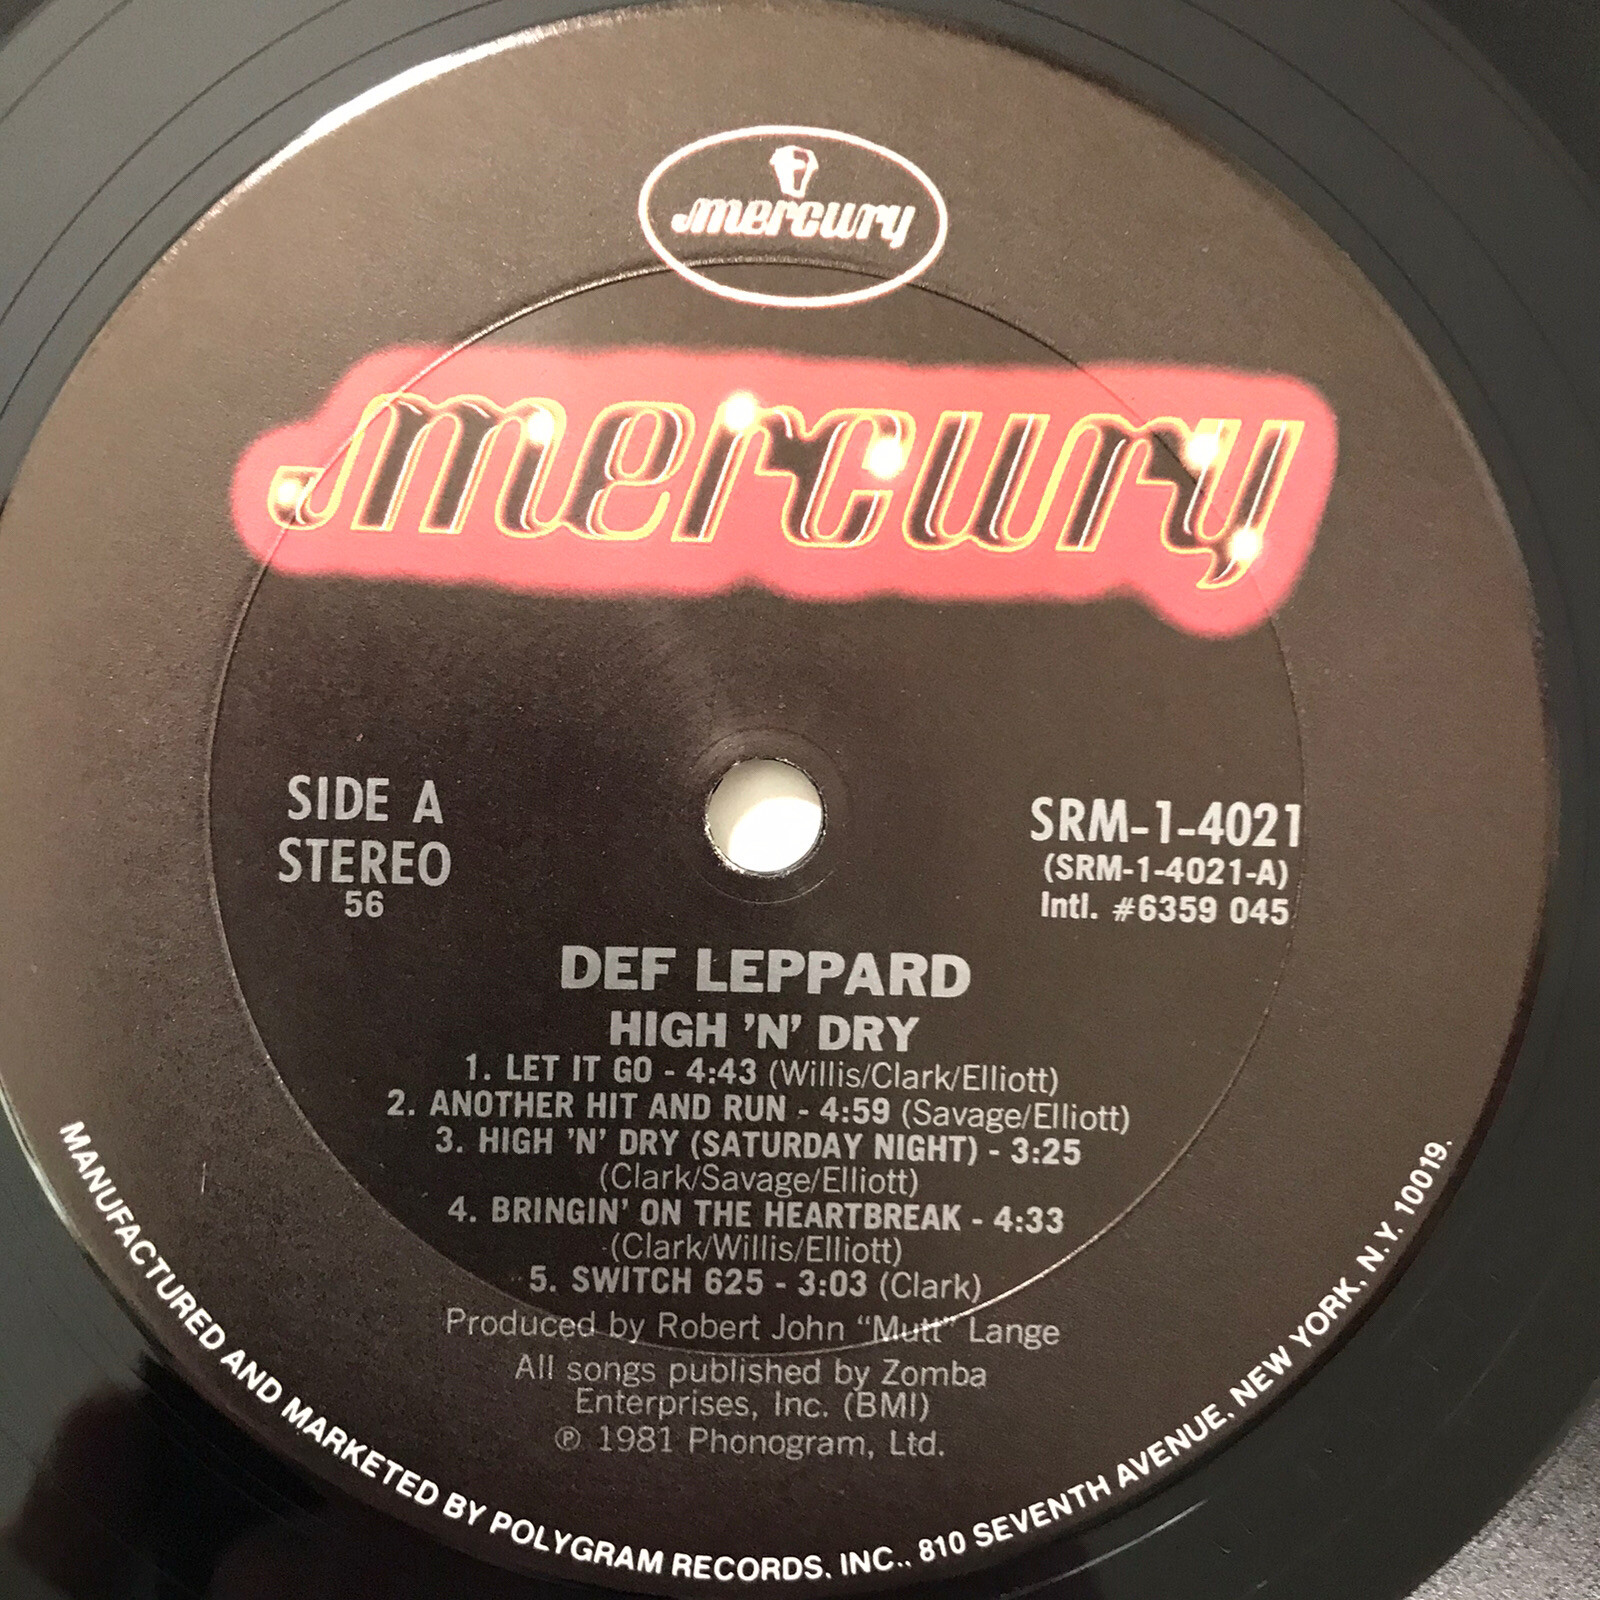 mercury
mercury
SIDE A
STEREO
56
SRM-1-4021
(SRM-1-4021-A)
Intl. #6359 045
DEF LEPPARD
HIGH 'N' DRY
1. LET IT GO - 4:43 (Willis/Clark/Elliott)
2. ANOTHER HIT AND RUN - 4:59 (Savage/Elliott)
3. HIGH 'N' DRY (SATURDAY NIGHT) - 3:25
(Clark/Savage/Elliott)
4. BRINGIN' ON THE HEARTBREAK - 4:33
(Clark/Willis/Elliott)
5. SWITCH 625 - 3:03 (Clark)
Produced by Robert John “Mutt” Lange
All songs published by Zomba
Enterprises, Inc. (BMI)
℗ 1981 Phonogram, Ltd.
MANUFACTURED AND MARKETED BY POLYGRAM RECORDS, INC., 810 SEVENTH AVENUE, NEW YORK, N.Y. 10019.